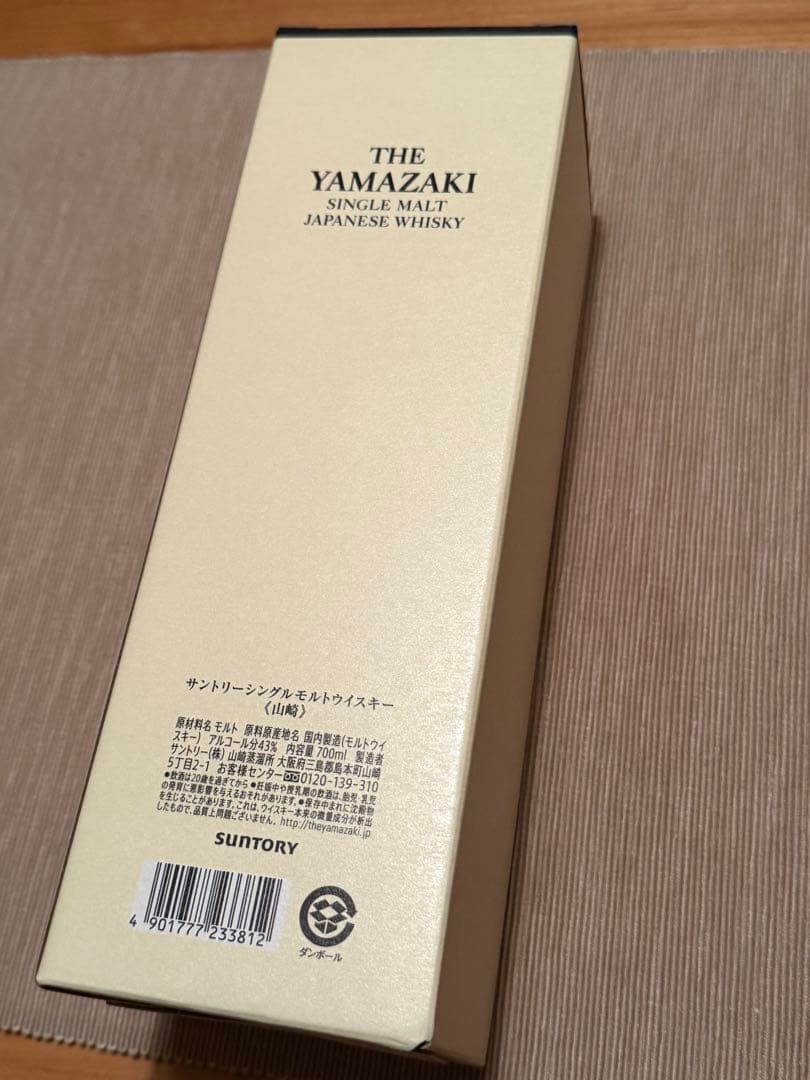 THE
YAMAZAKI
SINGLE MALT
JAPANESE WHISKY
サントリーシングルモルトウイスキー
《山崎》
原材料名 モルト 原料原産地名 国内製造(モルトウイ
スキー) アルコール分43% 内容量 700ml 製造者
サントリー(株) 山崎蒸溜所 大阪府三島郡島本町山崎
5丁目2-1 お客様センター 0120-139-310
●飲酒は20歳を過ぎてから ●妊娠中や授乳期の飲酒は、胎児・乳児
の発育に悪影響を与えるおそれがあります。●保存中まれに沈殿物
を生じることがあります。これは、ウイスキー本来の微量成分が析出
したもので、品質上問題ございません。 http://theyamazaki.jp
SUNTORY
4 901777 233812
ダンボール